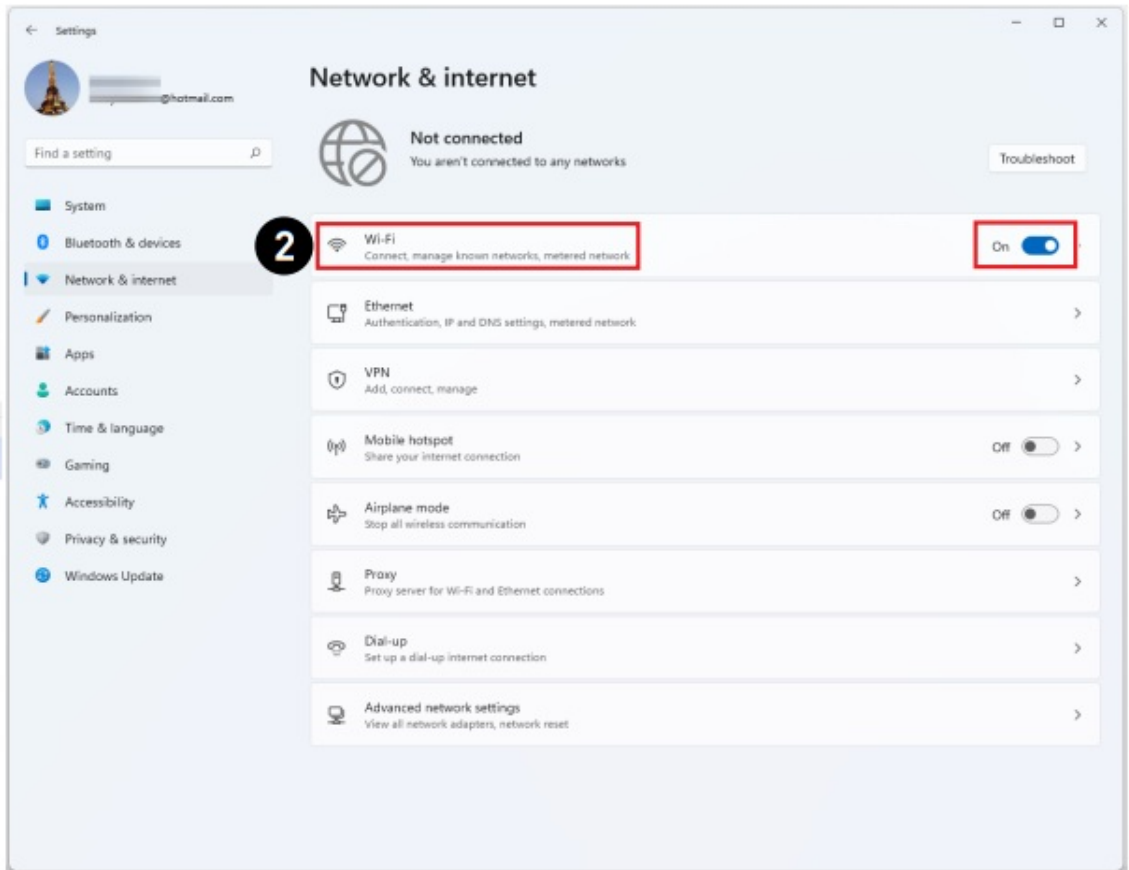 Settings
@hotmail.com
Find a setting
System
Bluetooth & devices
Network & internet
Personalization
Apps
Accounts
Time & language
Gaming
Accessibility
Privacy & security
Windows Update
Network & internet
Not connected
You aren't connected to any networks
Troubleshoot
2
Wi-Fi
Connect, manage known networks, metered network
On
Ethernet
Authentication, IP and DNS settings, metered network
VPN
Add, connect, manage
Mobile hotspot
Share your internet connection
Off
Airplane mode
Stop all wireless communication
Off
Proxy
Proxy server for Wi-Fi and Ethernet connections
Dial-up
Set up a dial-up internet connection
Advanced network settings
View all network adapters, network reset